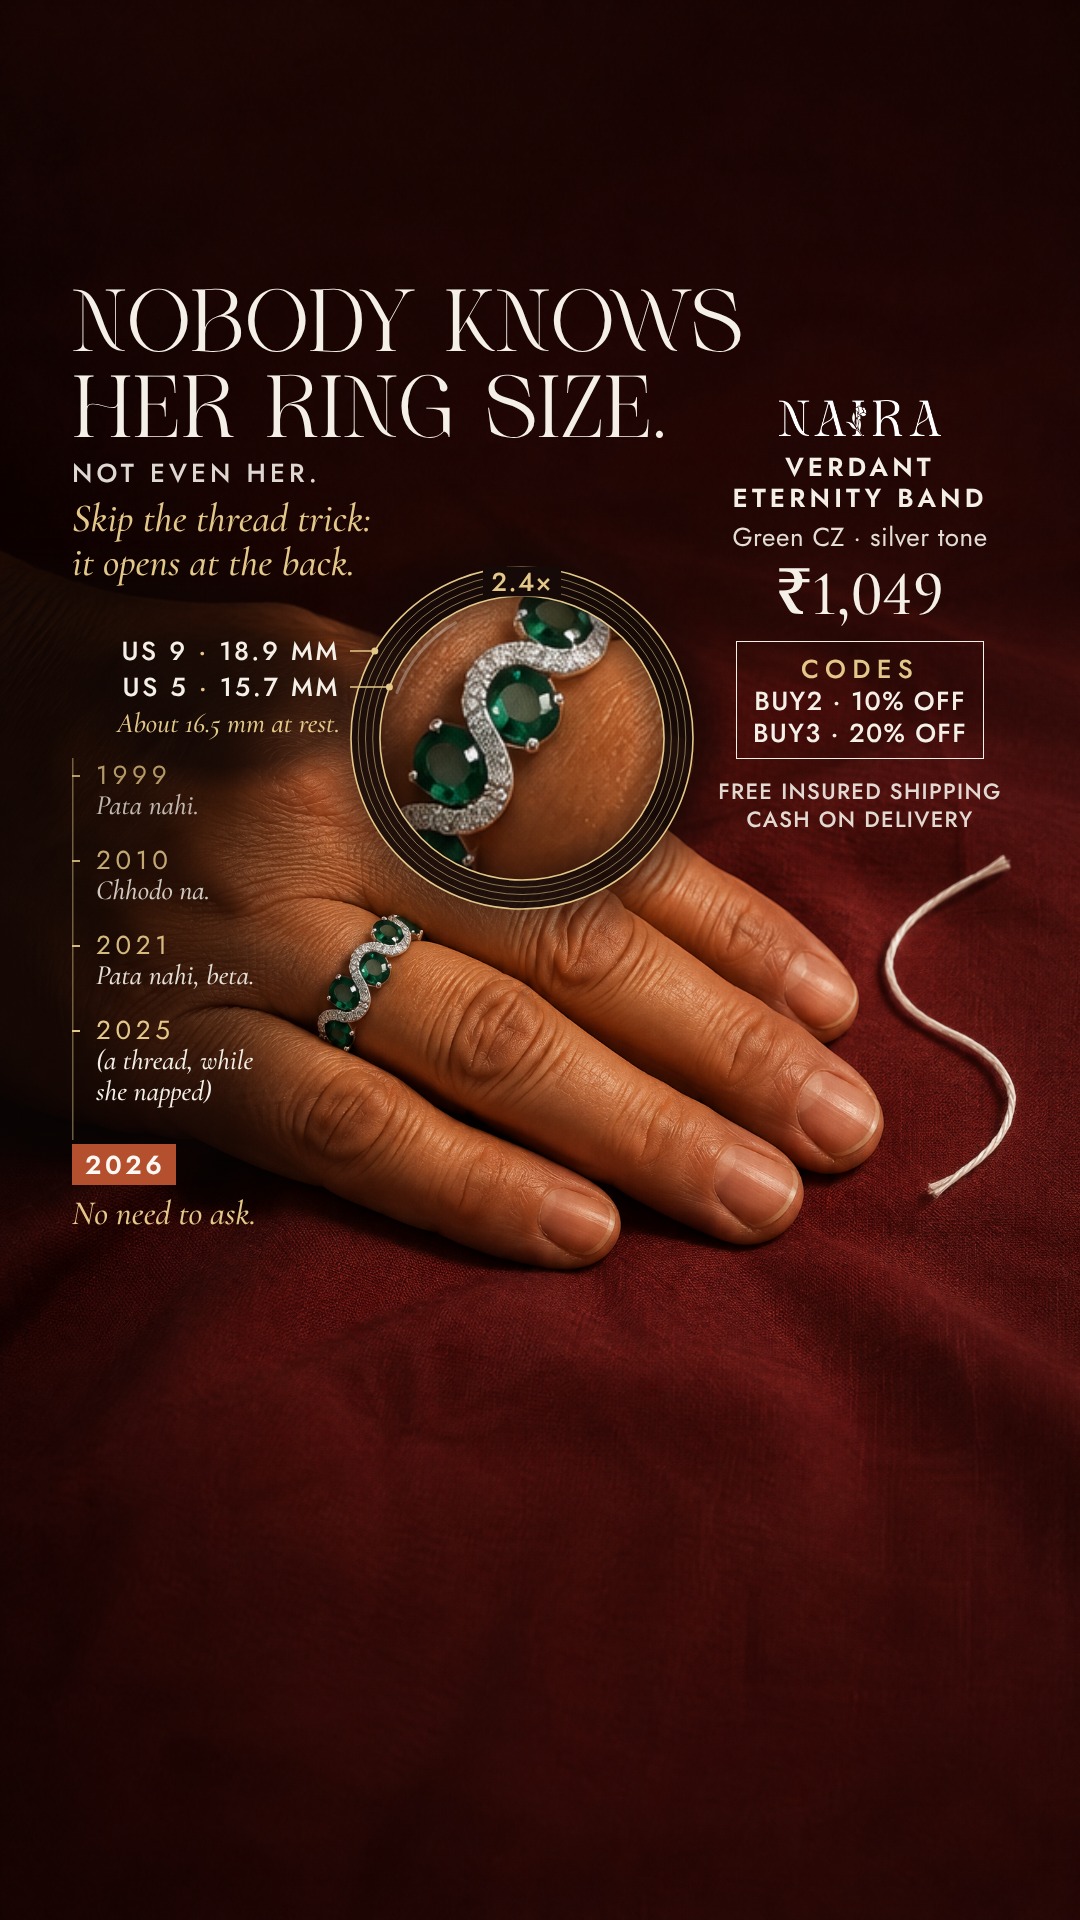 NOBODY KNOWS
HER RING SIZE.
NOT EVEN HER.
Skip the thread trick:
it opens at the back.
2.4×
US 9 · 18.9 MM
US 5 · 15.7 MM
About 16.5 mm at rest.
1999
Pata nahi.
2010
Chhodo na.
2021
Pata nahi, beta.
2025
(a thread, while
she napped)
2026
No need to ask.
NAIRA
VERDANT
ETERNITY BAND
Green CZ · silver tone
₹1,049
CODES
BUY2 · 10% OFF
BUY3 · 20% OFF
FREE INSURED SHIPPING
CASH ON DELIVERY